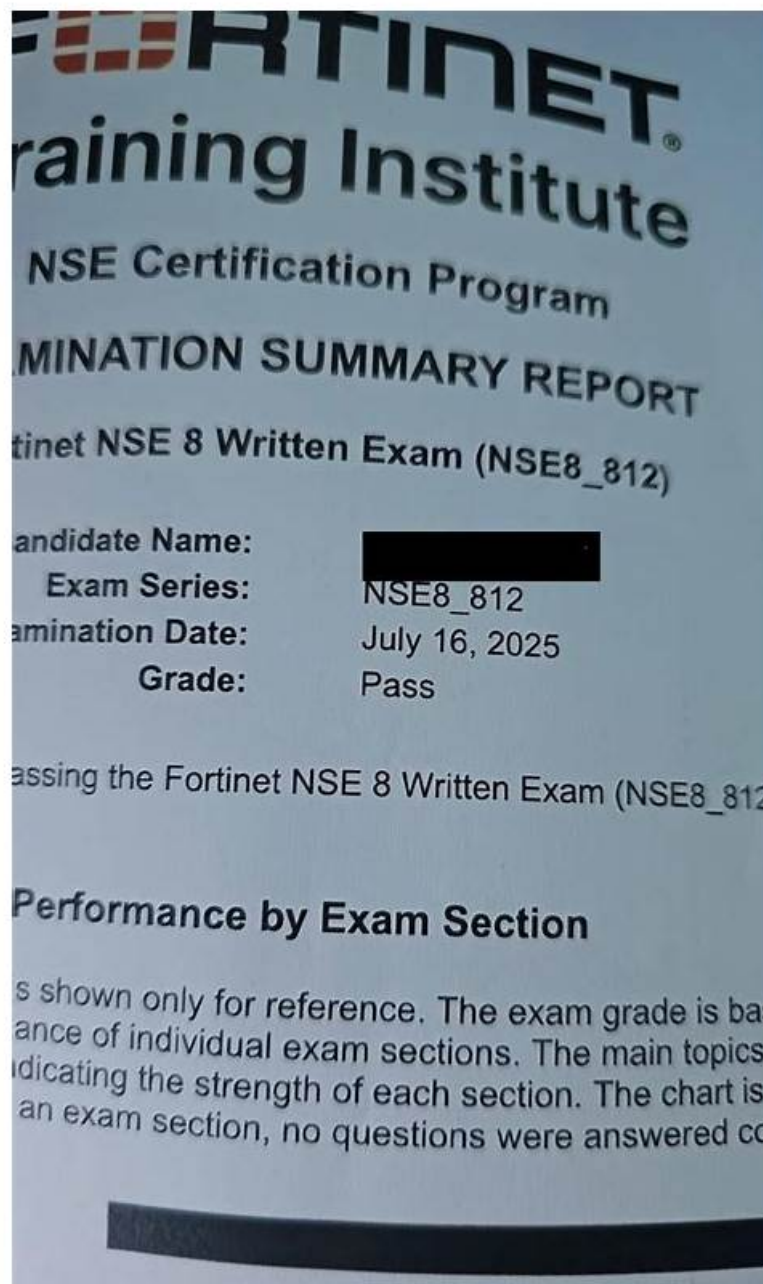 FORTINET®
raining Institute
NSE Certification Program
MINATION SUMMARY REPORT
tinet NSE 8 Written Exam (NSE8_812)
andidate Name:
Exam Series: NSE8_812
amination Date: July 16, 2025
Grade: Pass
assing the Fortinet NSE 8 Written Exam (NSE8_812
Performance by Exam Section
s shown only for reference. The exam grade is ba
ance of individual exam sections. The main topics
dicating the strength of each section. The chart is
an exam section, no questions were answered co